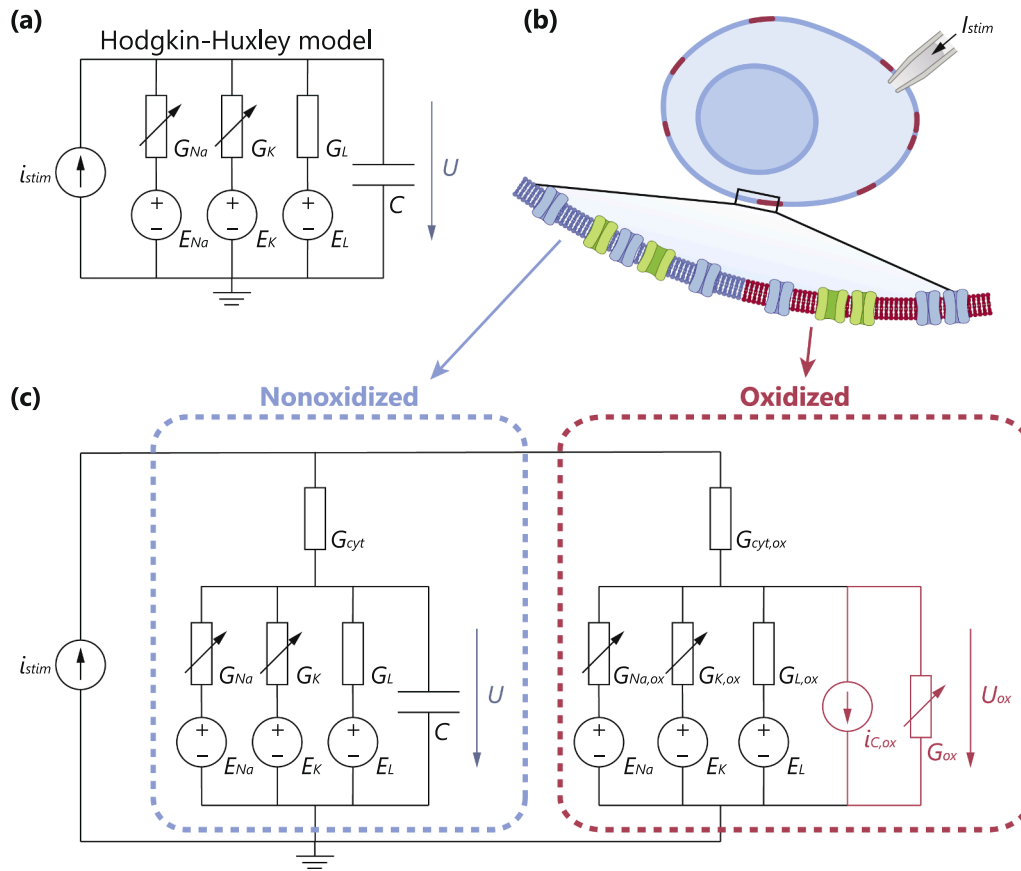 (a)
Hodgkin-Huxley model
istim
GNa
GK
GL
U
C
+
−
+
−
+
−
ENa
EK
EL
(b)
Istim
(c)
Nonoxidized
Oxidized
Gcyt
Gcyt,ox
istim
GNa
GK
GL
U
C
+
−
+
−
+
−
ENa
EK
EL
GNa,ox
GK,ox
GL,ox
Uox
iC,ox
Gox
+
−
+
−
+
−
ENa
EK
EL